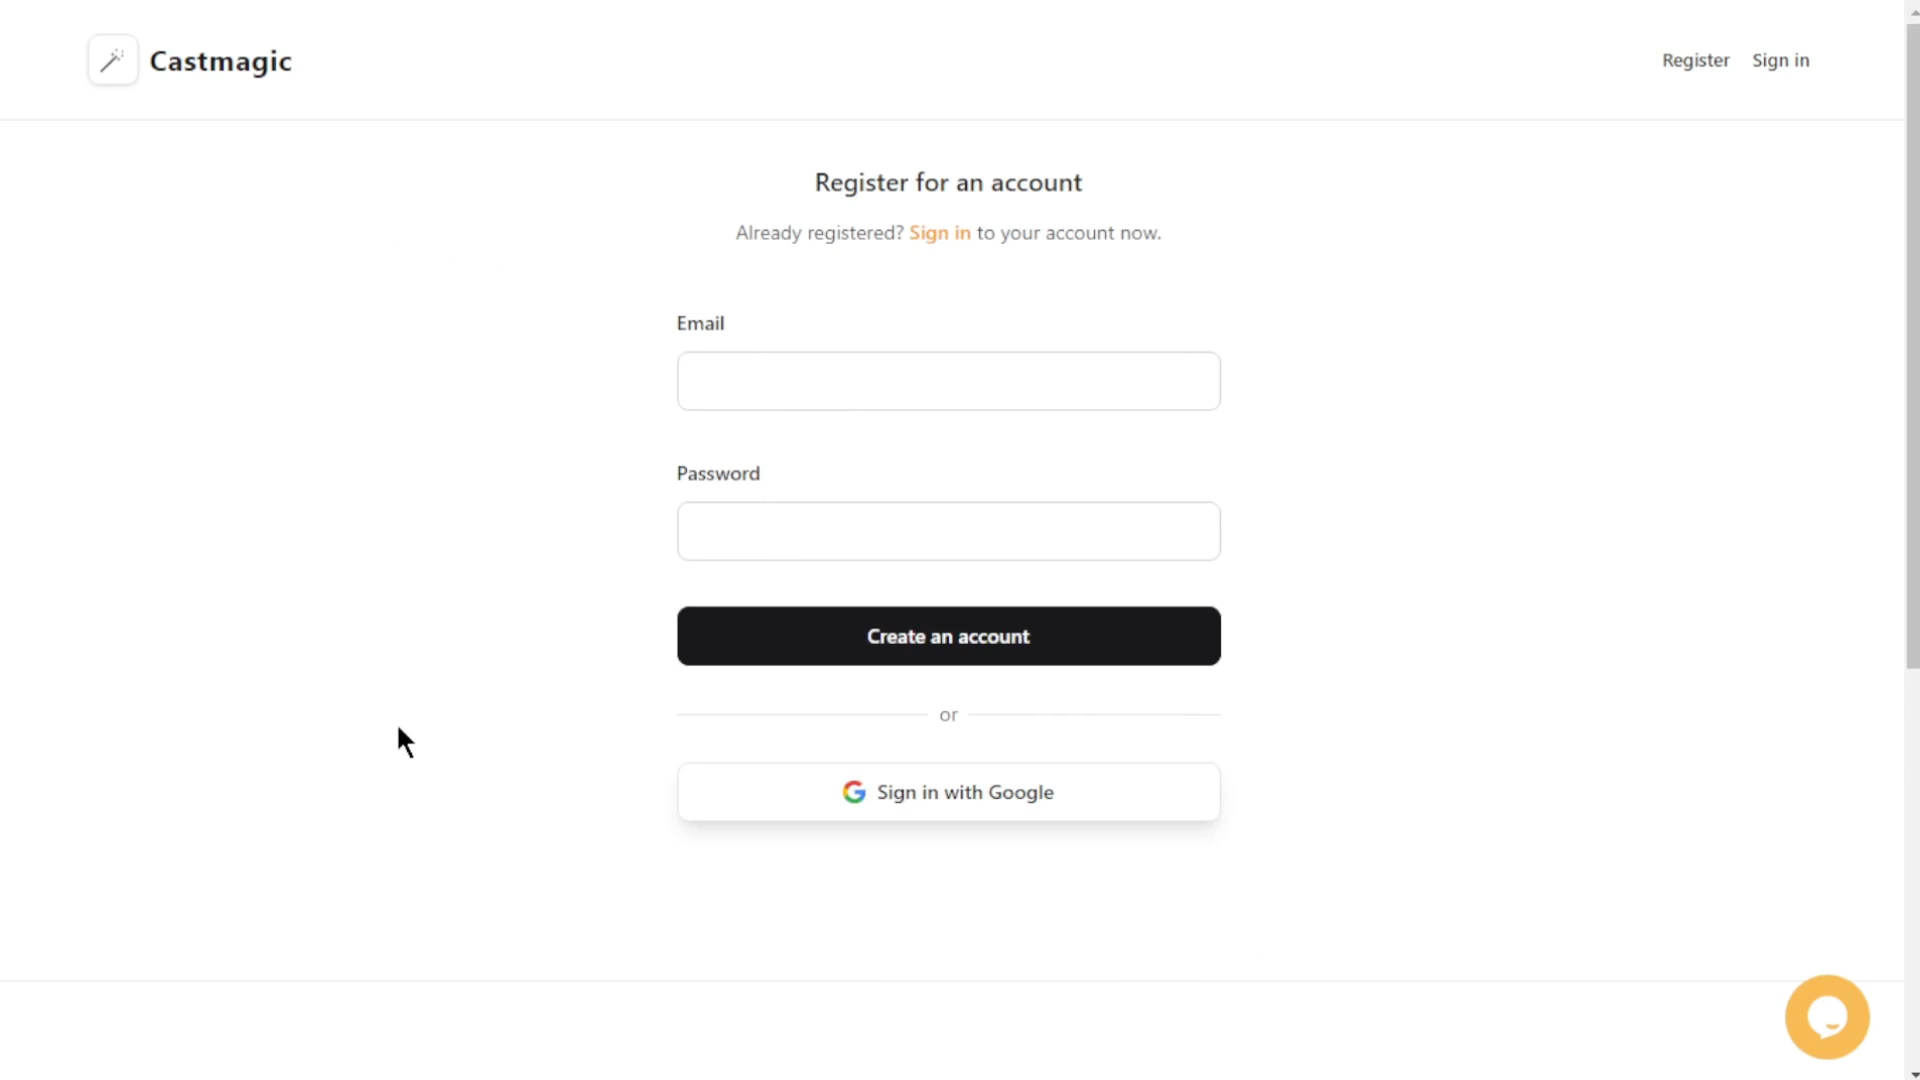 Castmagic
Register Sign in
Register for an account
Already registered? Sign in to your account now.
Email
Password
Create an account
or
Sign in with Google